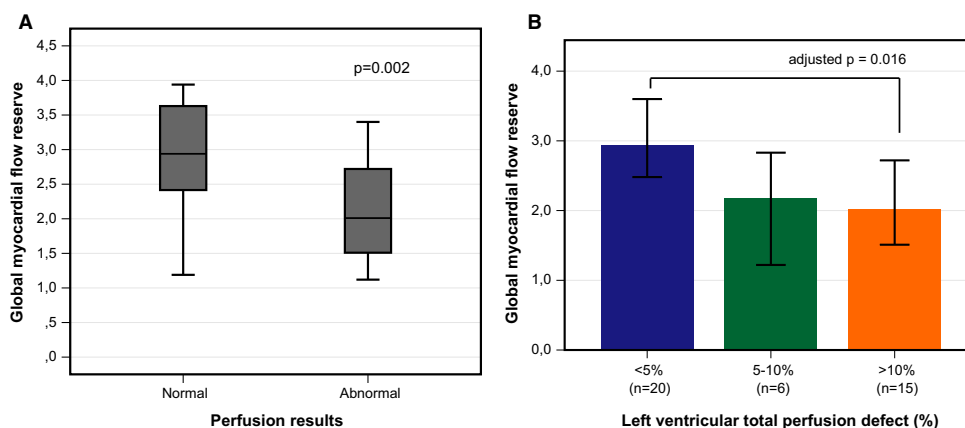 A
Global myocardial flow reserve
4,5
4,0
3,5
3,0
2,5
2,0
1,5
1,0
,5
,0
p=0.002
Normal
Abnormal
Perfusion results
B
Global myocardial flow reserve
4,0
3,0
2,0
1,0
0,0
adjusted p = 0.016
<5%
(n=20)
5-10%
(n=6)
>10%
(n=15)
Left ventricular total perfusion defect (%)